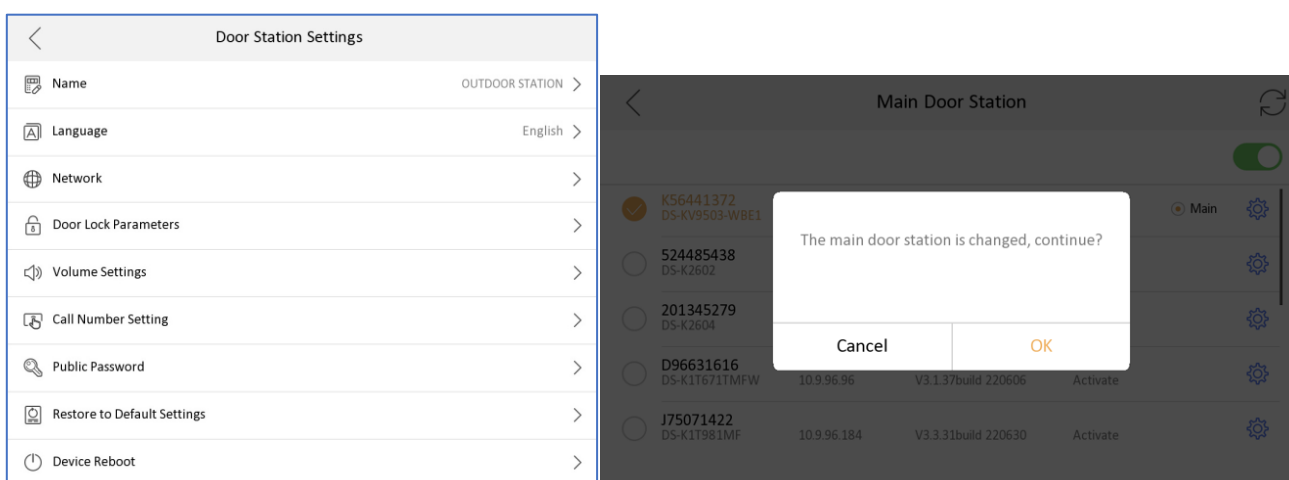 Door Station Settings
Name
OUTDOOR STATION
Language
English
Network
Door Lock Parameters
Volume Settings
Call Number Setting
Public Password
Restore to Default Settings
Device Reboot
Main Door Station
K56441372
DS-KV9503-WBE1
Main
524485438
DS-K2602
201345279
DS-K2604
D96631616
DS-K1T671TMFW 10.9.96.96 V3.1.37build 220606 Activate
J75071422
DS-K1T981MF 10.9.96.184 V3.3.31build 220630 Activate
The main door station is changed, continue?
Cancel OK